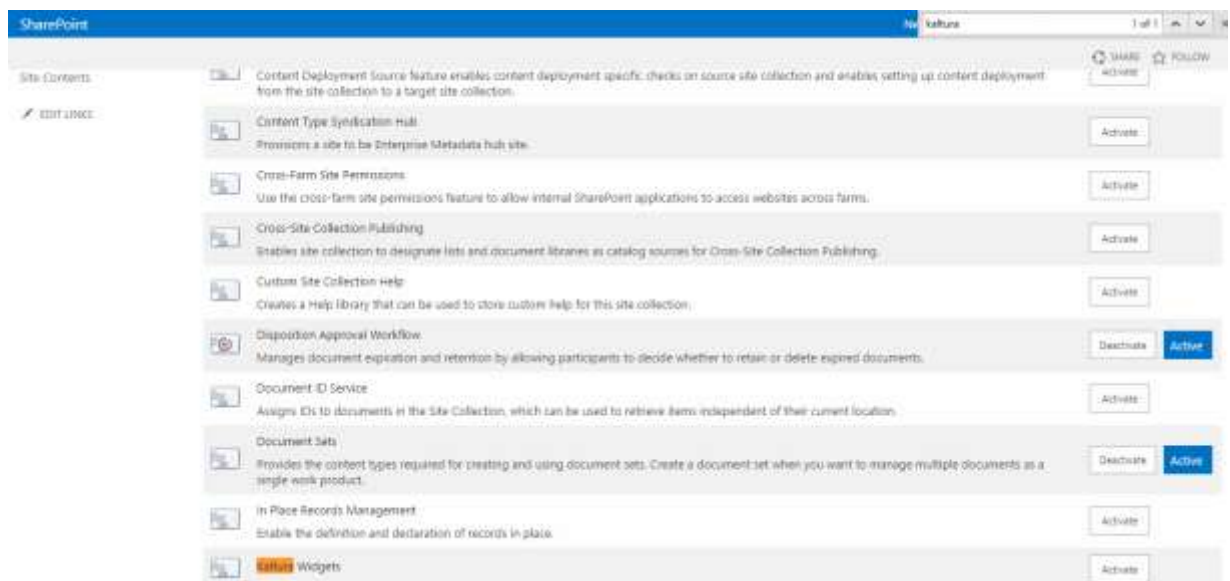 SharePoint
Ne
kaltura
1 of 1
SHARE
FOLLOW
Site Contents
EDIT LINKS
Content Deployment Source feature enables content deployment specific checks on source site collection and enables setting up content deployment
from the site collection to a target site collection.
Activate
Content Type Syndication Hub
Provisions a site to be Enterprise Metadata hub site.
Activate
Cross-Farm Site Permissions
Use the cross-farm site permissions feature to allow internal SharePoint applications to access websites across farms.
Activate
Cross-Site Collection Publishing
Enables site collection to designate lists and document libraries as catalog sources for Cross-Site Collection Publishing.
Activate
Custom Site Collection Help
Creates a Help library that can be used to store custom help for this site collection.
Activate
Disposition Approval Workflow
Manages document expiration and retention by allowing participants to decide whether to retain or delete expired documents.
Deactivate
Active
Document ID Service
Assigns IDs to documents in the Site Collection, which can be used to retrieve items independent of their current location.
Activate
Document Sets
Provides the content types required for creating and using document sets. Create a document set when you want to manage multiple documents as a
single work product.
Deactivate
Active
In Place Records Management
Enable the definition and declaration of records in place.
Activate
Kaltura Widgets
Activate